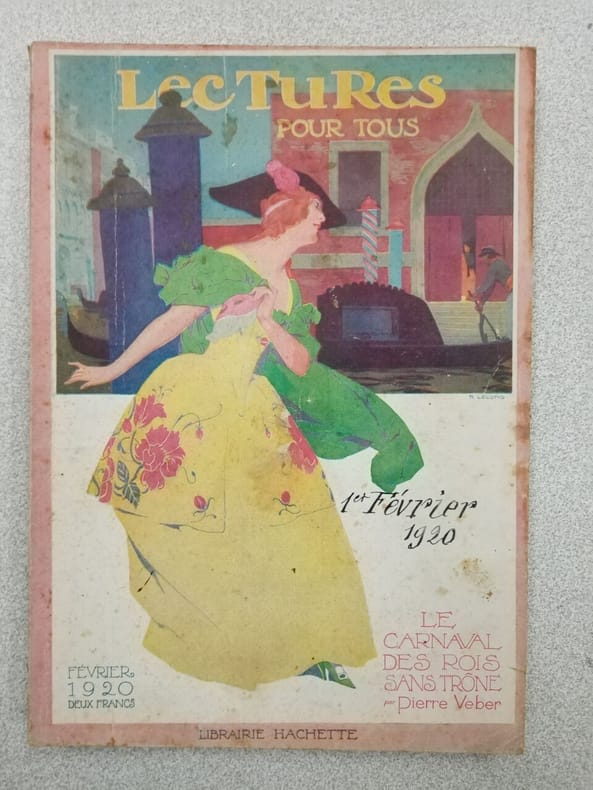 LecTuRes
POUR TOUS
R. LELONG
1er Février
1920
LE
CARNAVAL
DES ROIS
SANS TRÔNE
par Pierre Veber
FÉVRIER
1920
DEUX FRANCS
LIBRAIRIE HACHETTE